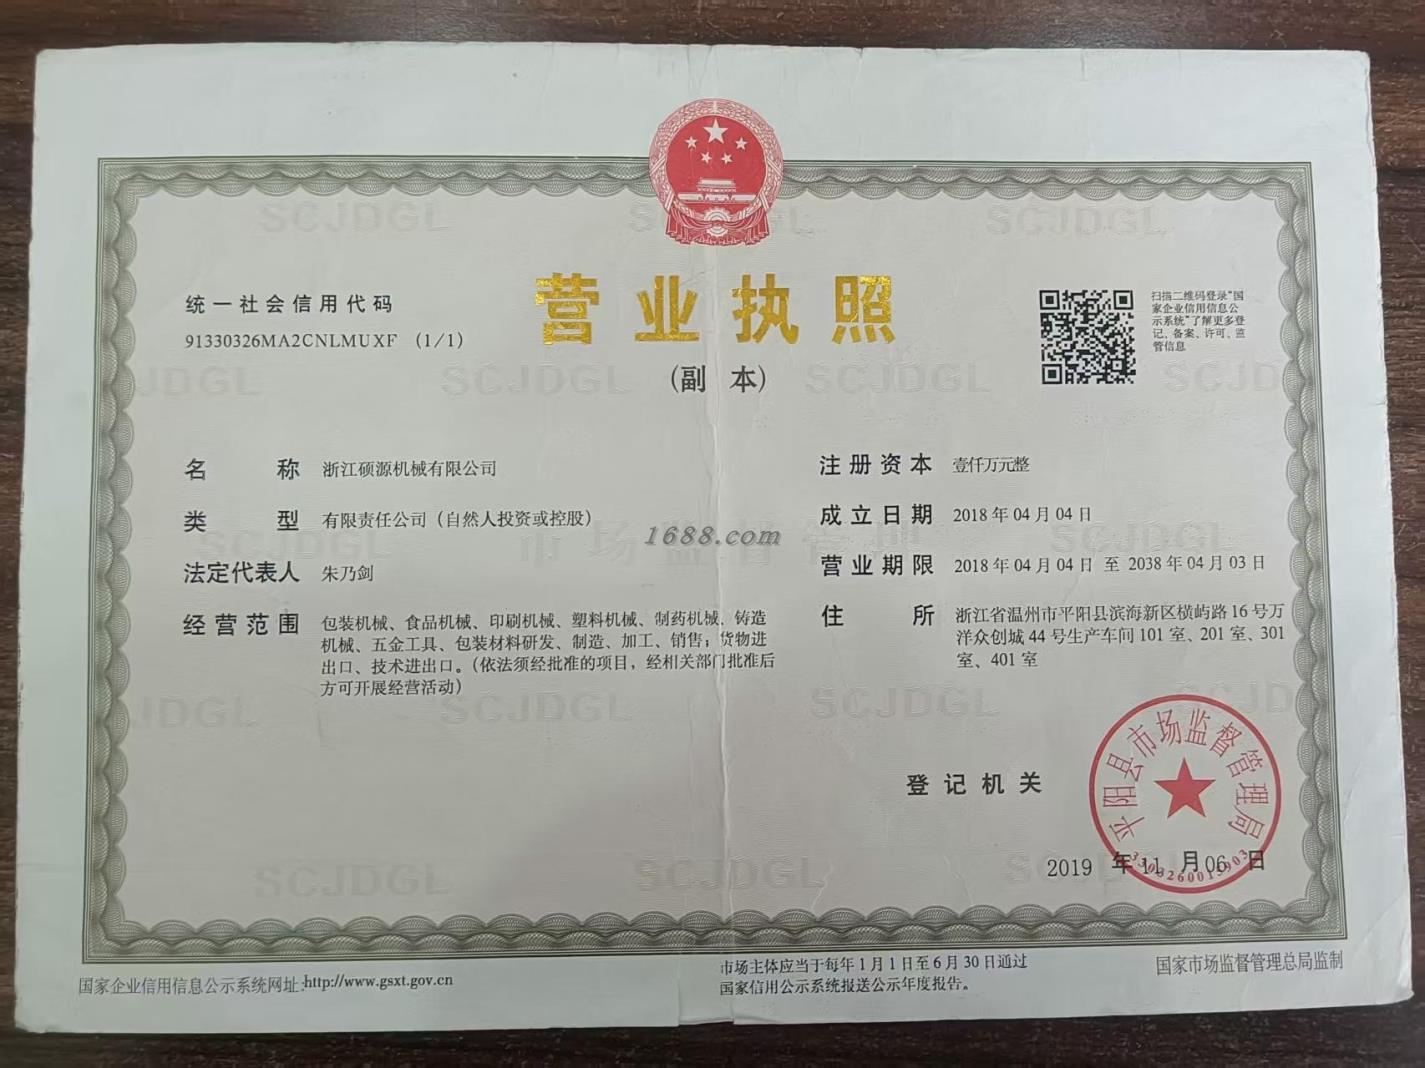 营业执照
(副 本)
统一社会信用代码
91330326MA2CNLMUXF (1/1)
扫描二维码登录“国
家企业信用信息公
示系统”了解更多登
记、备案、许可、监
管信息
名 称 浙江硕源机械有限公司
类 型 有限责任公司（自然人投资或控股）
法定代表人 朱乃剑
经营范围 包装机械、食品机械、印刷机械、塑料机械、制药机械、铸造
机械、五金工具、包装材料研发、制造、加工、销售；货物进
出口、技术进出口。（依法须经批准的项目，经相关部门批准后
方可开展经营活动）
注册资本 壹仟万元整
成立日期 2018年04月04日
营业期限 2018年04月04日 至 2038年04月03日
住 所 浙江省温州市平阳县滨海新区横屿路16号万
洋众创城44号生产车间101室、201室、301
室、401室
1688.com
登记机关
平阳县市场监督管理局
2019 年11 月06 日
国家企业信用信息公示系统网址:http://www.gsxt.gov.cn
市场主体应当于每年1月1日至6月30日通过
国家信用公示系统报送公示年度报告。
国家市场监督管理总局监制